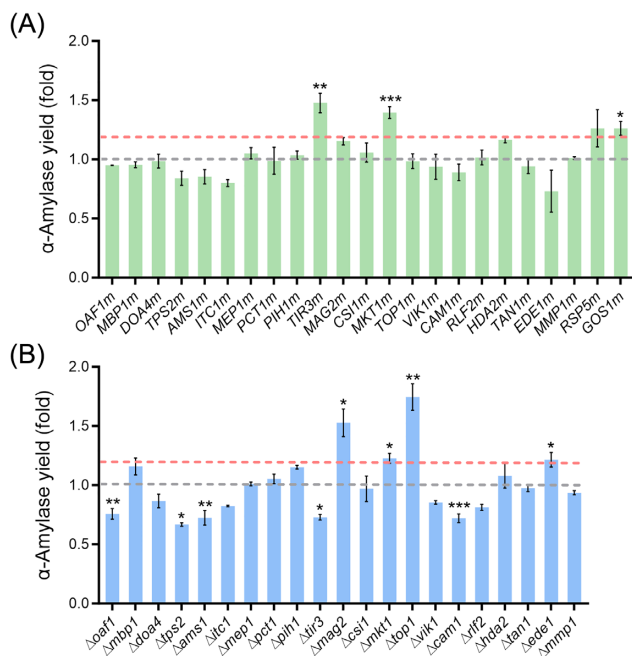 (A)
α-Amylase yield (fold)
2.0
1.5
1.0
0.5
0.0
** *** *
OAF1m MBP1m DOA4m TPS2m AMS1m ITC1m MEP1m PCT1m PIH1m TIR3m MAG2m CSI1m MKT1m TOP1m VIK1m CAM1m RLF2m HDA2m TAN1m EDE1m MMP1m RSP5m GOS1m
(B)
α-Amylase yield (fold)
2.0
1.5
1.0
0.5
0.0
** * ** * * * ** *** *
Δoaf1 Δmbp1 Δdoa4 Δtps2 Δams1 Δitc1 Δmep1 Δpct1 Δpih1 Δtir3 Δmag2 Δcsi1 Δmkt1 Δtop1 Δvik1 Δcam1 Δrlf2 Δhda2 Δtan1 Δede1 Δmmp1